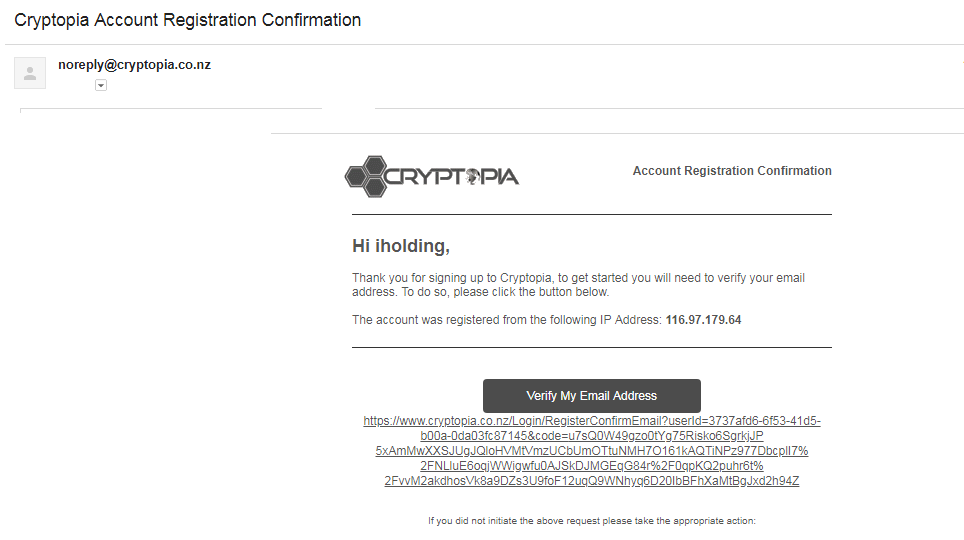 Cryptopia Account Registration Confirmation
noreply@cryptopia.co.nz
CRYPTOPIA
Account Registration Confirmation
Hi iholding,
Thank you for signing up to Cryptopia, to get started you will need to verify your email
address. To do so, please click the button below.
The account was registered from the following IP Address: 116.97.179.64
Verify My Email Address
https://www.cryptopia.co.nz/Login/RegisterConfirmEmail?userId=3737afd6-6f53-41d5-
b00a-0da03fc87145&code=u7sQ0W49gzo0tYg75Risko6SgrkjJP
5xAmMwXXSJUgJQloHVMtVmzUCbUmOTtuNMH7O161kAQTiNPz977DbcplI7%
2FNLluE6oqjWWigwfu0AJSkDJMGEqG84r%2F0qpKQ2puhr6t%
2FvvM2akdhosVk8a9DZs3U9foF12uqQ9WNhyq6D20IbBFhXaMtBgJxd2h94Z
If you did not initiate the above request please take the appropriate action: